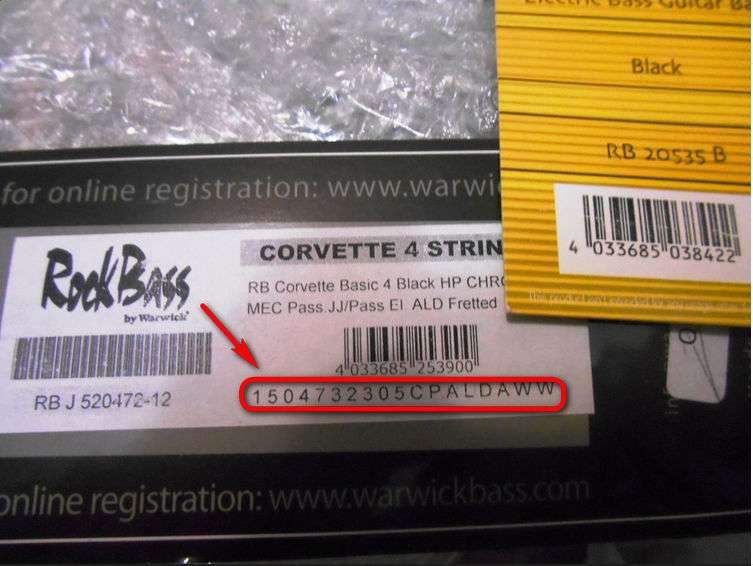 Electric Bass Guitar
Black
RB 20535 B
4 033685 038422
for online registration: www.warwick
CORVETTE 4 STRIN
RockBass
by Warwick
RB Corvette Basic 4 Black HP CHRO
MEC Pass.JJ/Pass El ALD Fretted
4 033685 253900
RB J 520472-12
1504732305CPALDAWW
online registration: www.warwickbass.com